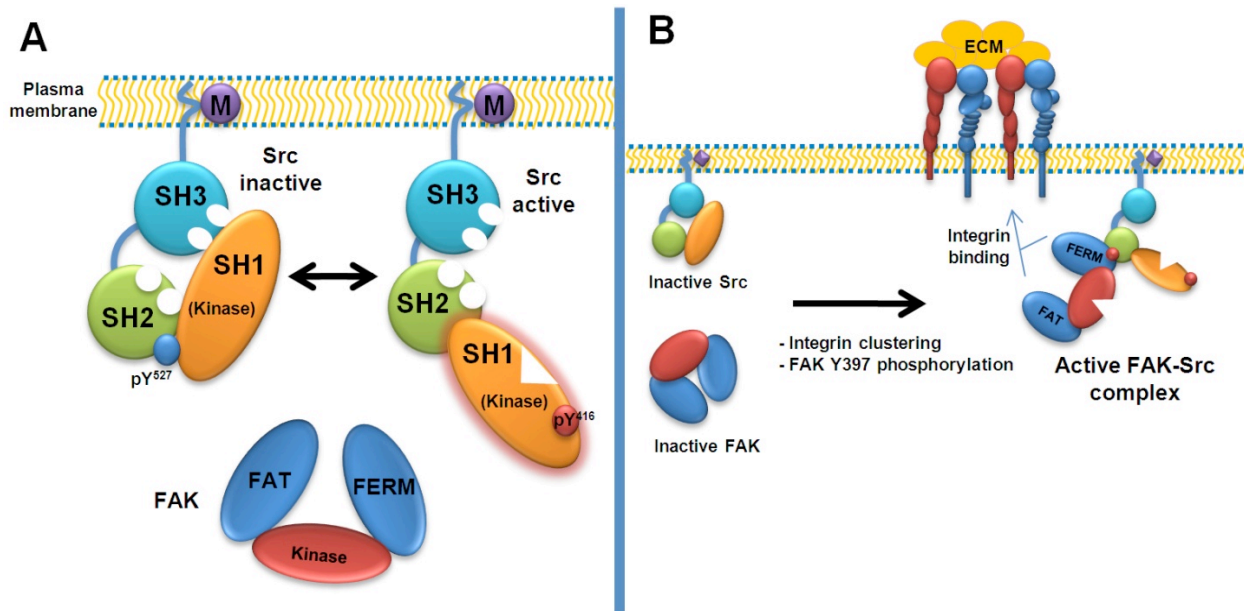 A
Plasma
membrane
M
M
Src
inactive
Src
active
SH3
SH3
SH1
(Kinase)
SH2
SH2
pY527
SH1
(Kinase)
pY416
FAK
FAT
FERM
Kinase
B
ECM
Inactive Src
Integrin
binding
FERM
FAT
- Integrin clustering
- FAK Y397 phosphorylation
Active FAK-Src
complex
Inactive FAK